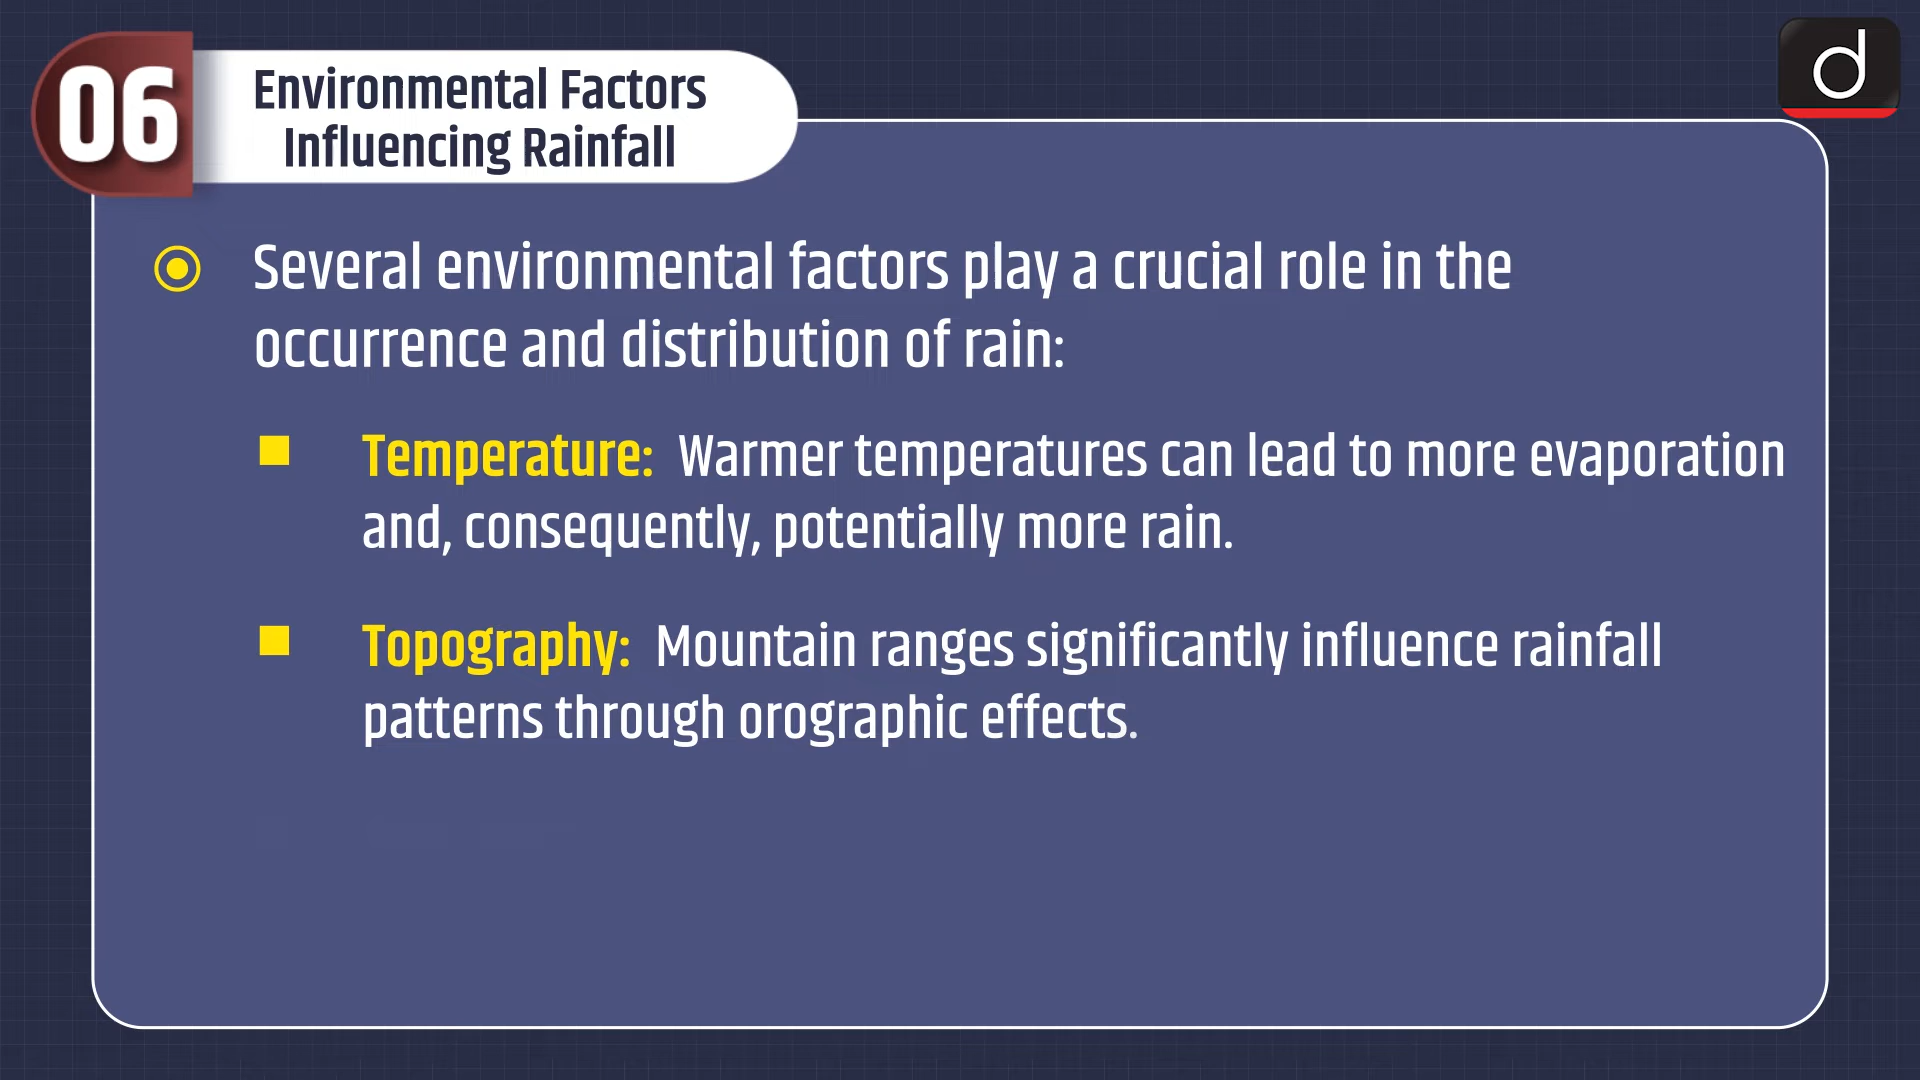 06
Environmental Factors
Influencing Rainfall
d
Several environmental factors play a crucial role in the
occurrence and distribution of rain:
Temperature: Warmer temperatures can lead to more evaporation
and, consequently, potentially more rain.
Topography: Mountain ranges significantly influence rainfall
patterns through orographic effects.